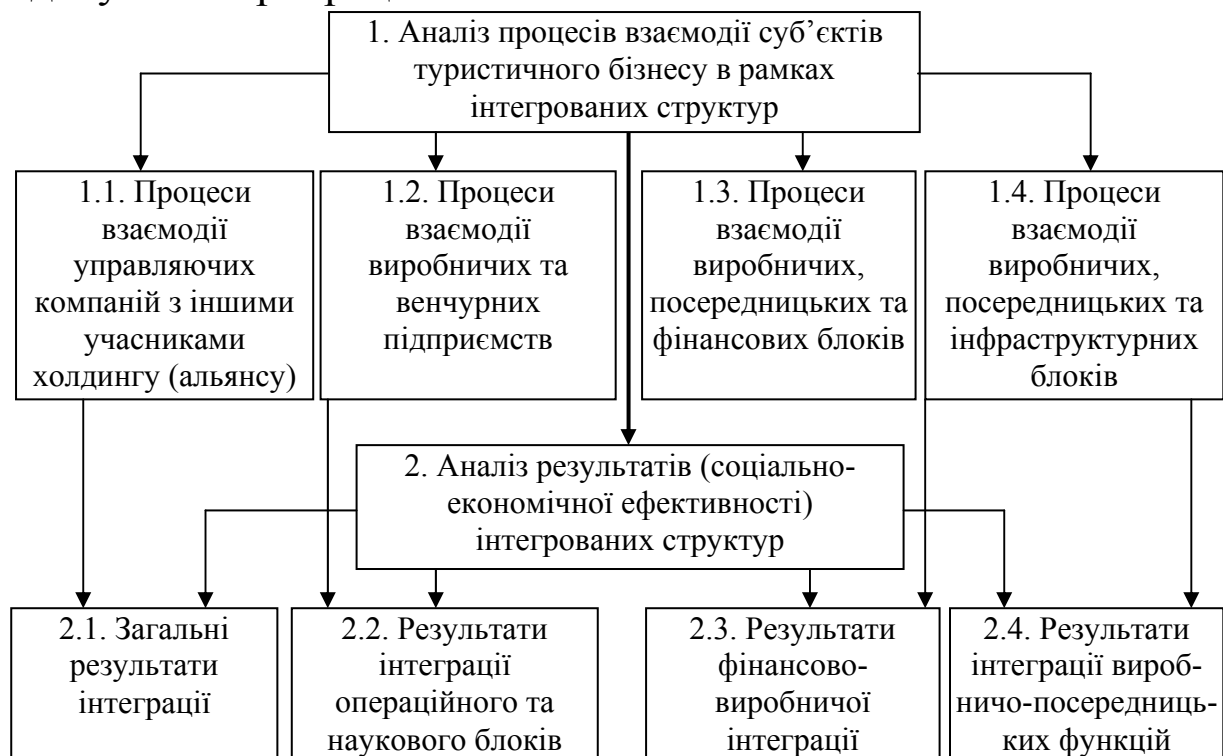 1. Аналіз процесів взаємодії суб’єктів
туристичного бізнесу в рамках
інтегрованих структур
1.1. Процеси
взаємодії
управляючих
компаній з іншими
учасниками
холдингу (альянсу)
1.2. Процеси
взаємодії
виробничих та
венчурних
підприємств
1.3. Процеси
взаємодії
виробничих,
посередницьких та
фінансових блоків
1.4. Процеси
взаємодії
виробничих,
посередницьких та
інфраструктурних
блоків
2. Аналіз результатів (соціально-
економічної ефективності)
інтегрованих структур
2.1. Загальні
результати
інтеграції
2.2. Результати
інтеграції
операційного та
наукового блоків
2.3. Результати
фінансово-
виробничої
інтеграції
2.4. Результати
інтеграції вироб-
ничо-посередниць-
ких функцій